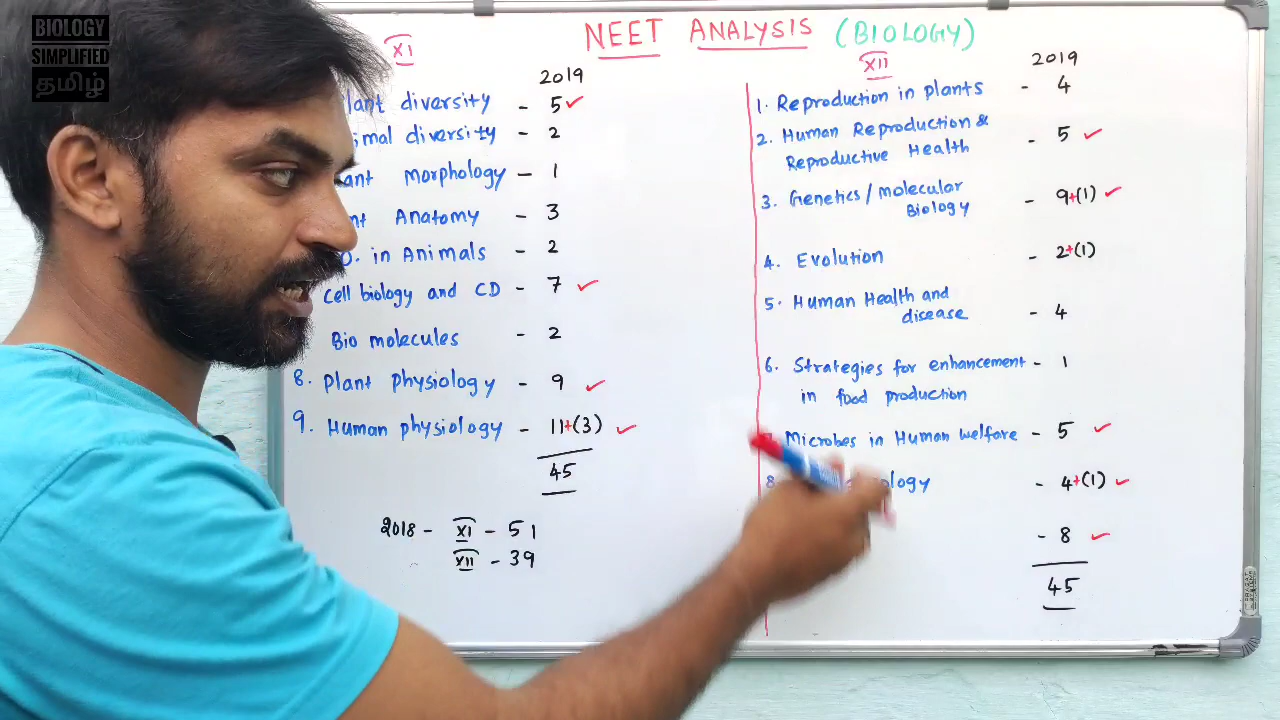 BIOLOGY
SIMPLIFIED
தமிழ்
NEET ANALYSIS (BIOLOGY)
XI
2019
lant diversity - 5 ✓
imal diversity - 2
ant morphology - 1
nt Anatomy - 3
O. in Animals - 2
Cell biology and CD - 7 ✓
Bio molecules - 2
8. Plant physiology - 9 ✓
9. Human physiology - 11+(3) ✓
45
2018 - XI - 51
XII - 39
XII
2019
1. Reproduction in plants - 4
2. Human Reproduction &
Reproductive Health - 5 ✓
3. Genetics / molecular
Biology - 9+(1) ✓
4. Evolution - 2+(1)
5. Human Health and
disease - 4
6. Strategies for enhancement - 1
in food production
Microbes in Human welfare - 5 ✓
8 ology - 4+(1) ✓
- 8 ✓
45